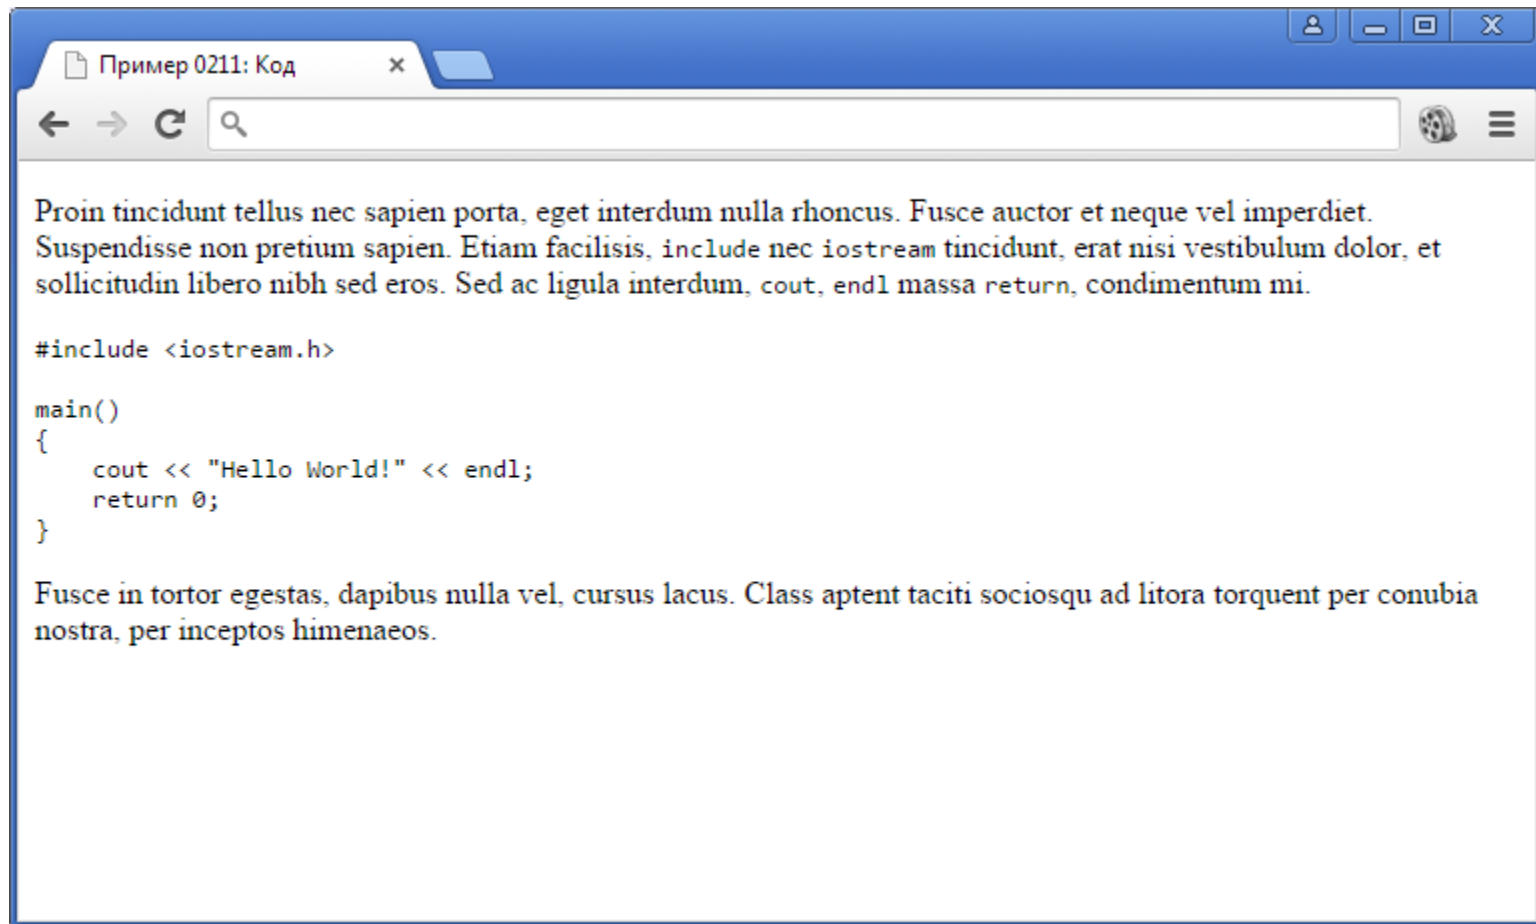 Пример 0211: Код
Proin tincidunt tellus nec sapien porta, eget interdum nulla rhoncus. Fusce auctor et neque vel imperdiet.
Suspendisse non pretium sapien. Etiam facilisis, include nec iostream tincidunt, erat nisi vestibulum dolor, et
sollicitudin libero nibh sed eros. Sed ac ligula interdum, cout, endl massa return, condimentum mi.
#include <iostream.h>
main()
{
    cout << "Hello World!" << endl;
    return 0;
}
Fusce in tortor egestas, dapibus nulla vel, cursus lacus. Class aptent taciti sociosqu ad litora torquent per conubia
nostra, per inceptos himenaeos.